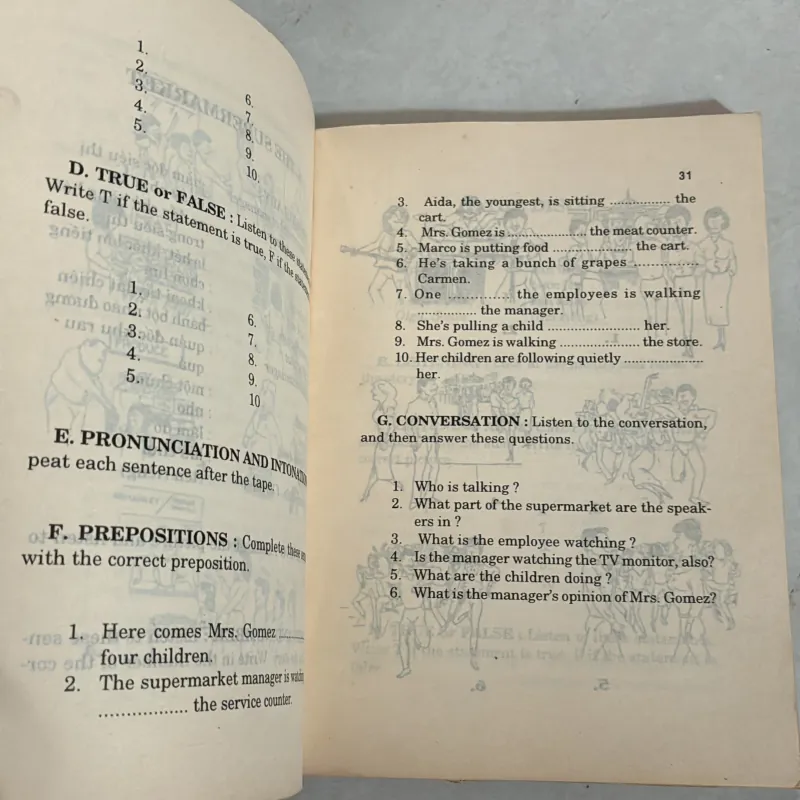 1.
2.
3.
4.
5.
6.
7.
8.
9.
10.
D. TRUE or FALSE : Listen to these
Write T if the statement is true, F if the
false.
1.
2.
3.
4.
5.
6.
7.
8.
9.
10
E. PRONUNCIATION AND
peat each sentence after the tape.
F. PREPOSITIONS : Complete these
with the correct preposition.
1. Here comes Mrs. Gomez ..........
four children.
2. The supermarket manager is
.................. the service counter.
31
3. Aida, the youngest, is sitting ................ the
cart.
4. Mrs. Gomez is ..................... the meat counter.
5. Marco is putting food ..................... the cart.
6. He's taking a bunch of grapes ................
Carmen.
7. One ............... the employees is walking
............... the manager.
8. She's pulling a child ........................ her.
9. Mrs. Gomez is walking ..................... the store.
10. Her children are following quietly .....................
her.
G. CONVERSATION : Listen to the conversation,
and then answer these questions.
1. Who is talking ?
2. What part of the supermarket are the speak-
ers in ?
3. What is the employee watching ?
4. Is the manager watching the TV monitor, also?
5. What are the children doing ?
6. What is the manager's opinion of Mrs. Gomez?